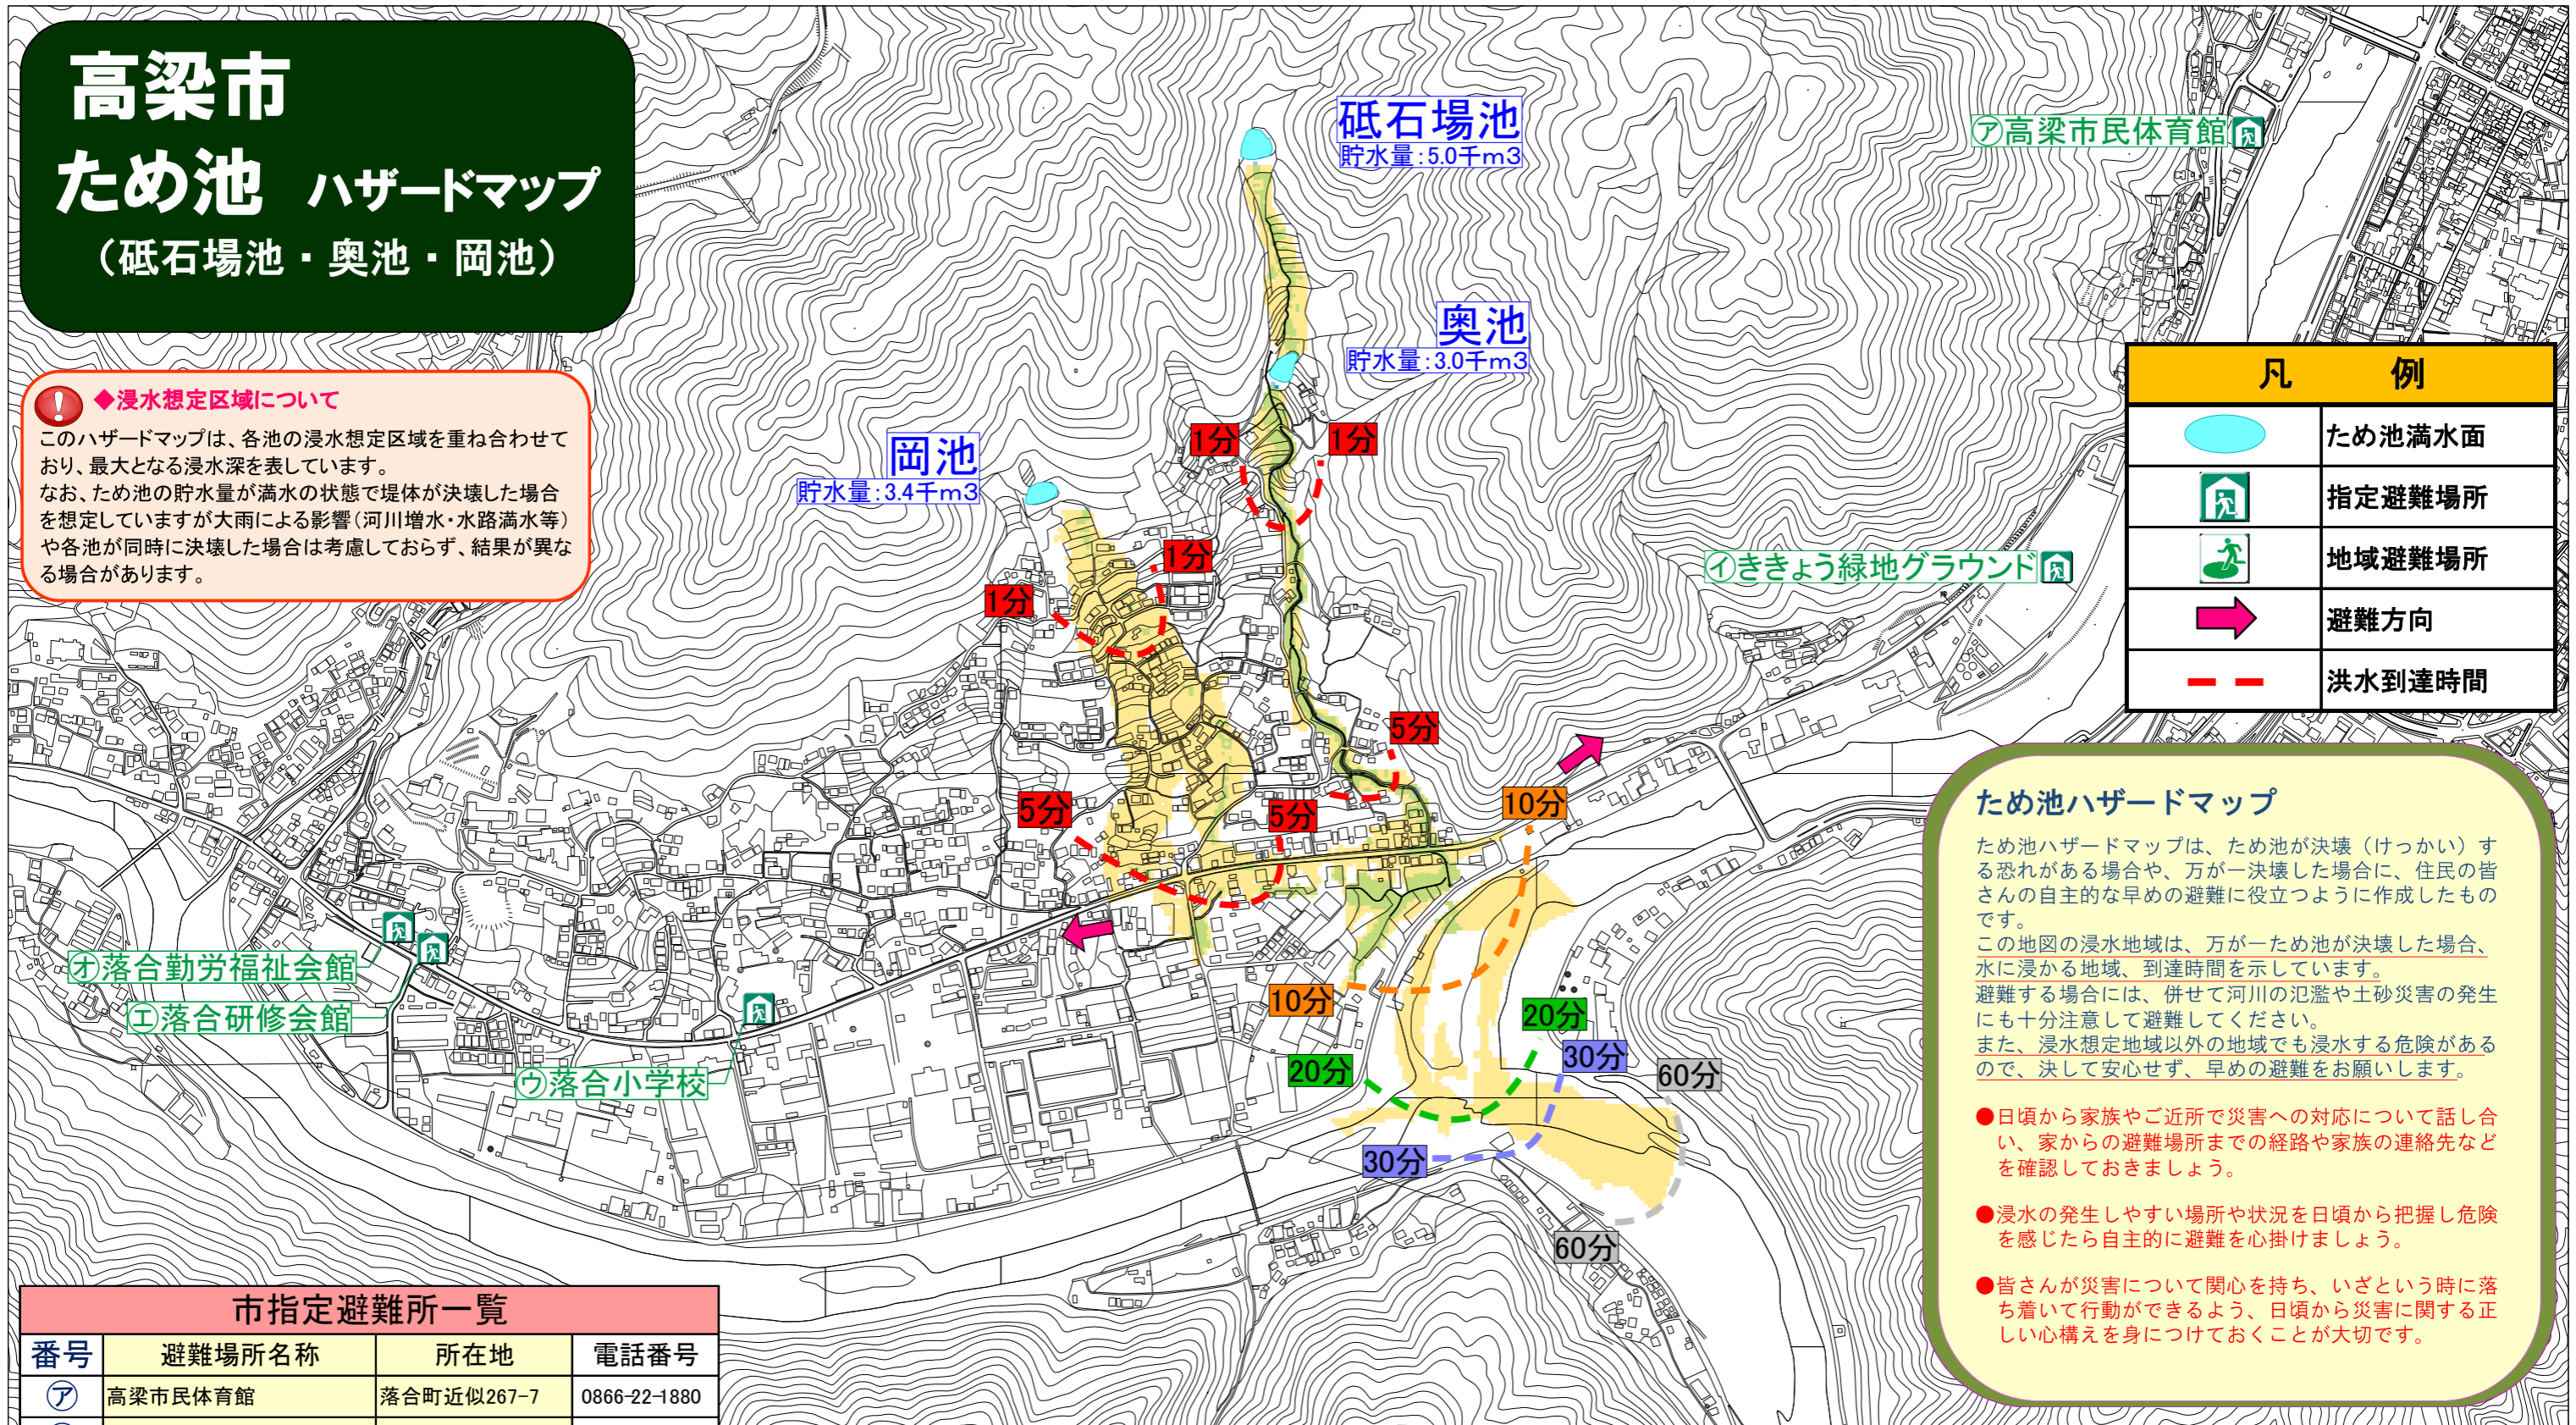 高梁市
ため池 ハザードマップ
（砥石場池・奥池・岡池）
◆浸水想定区域について
このハザードマップは、各池の浸水想定区域を重ね合わせて
おり、最大となる浸水深を表しています。
なお、ため池の貯水量が満水の状態で堤体が決壊した場合
を想定していますが大雨による影響（河川増水・水路満水等）
や各池が同時に決壊した場合は考慮しておらず、結果が異な
る場合があります。
砥石場池
貯水量：5.0千m3
奥池
貯水量：3.0千m3
岡池
貯水量：3.4千m3
㋐高梁市民体育館
㋑ききょう緑地グラウンド
1分
1分
1分
1分
5分
5分
5分
10分
10分
20分
20分
30分
30分
60分
60分
㋔落合勤労福祉会館
㋓落合研修会館
㋒落合小学校
凡 例
ため池満水面
指定避難場所
地域避難場所
避難方向
洪水到達時間
ため池ハザードマップ
ため池ハザードマップは、ため池が決壊（けっかい）す
る恐れがある場合や、万が一決壊した場合に、住民の皆
さんの自主的な早めの避難に役立つように作成したもの
です。
この地図の浸水地域は、万が一ため池が決壊した場合、
水に浸かる地域、到達時間を示しています。
避難する場合には、併せて河川の氾濫や土砂災害の発生
にも十分注意して避難してください。
また、浸水想定地域以外の地域でも浸水する危険がある
ので、決して安心せず、早めの避難をお願いします。
●日頃から家族やご近所で災害への対応について話し合
い、家からの避難場所までの経路や家族の連絡先など
を確認しておきましょう。
●浸水の発生しやすい場所や状況を日頃から把握し危険
を感じたら自主的に避難を心掛けましょう。
●皆さんが災害について関心を持ち、いざという時に落
ち着いて行動ができるよう、日頃から災害に関する正
しい心構えを身につけておくことが大切です。
市指定避難所一覧
番号 避難場所名称 所在地 電話番号
㋐ 高梁市民体育館 落合町近似267-7 0866-22-1880